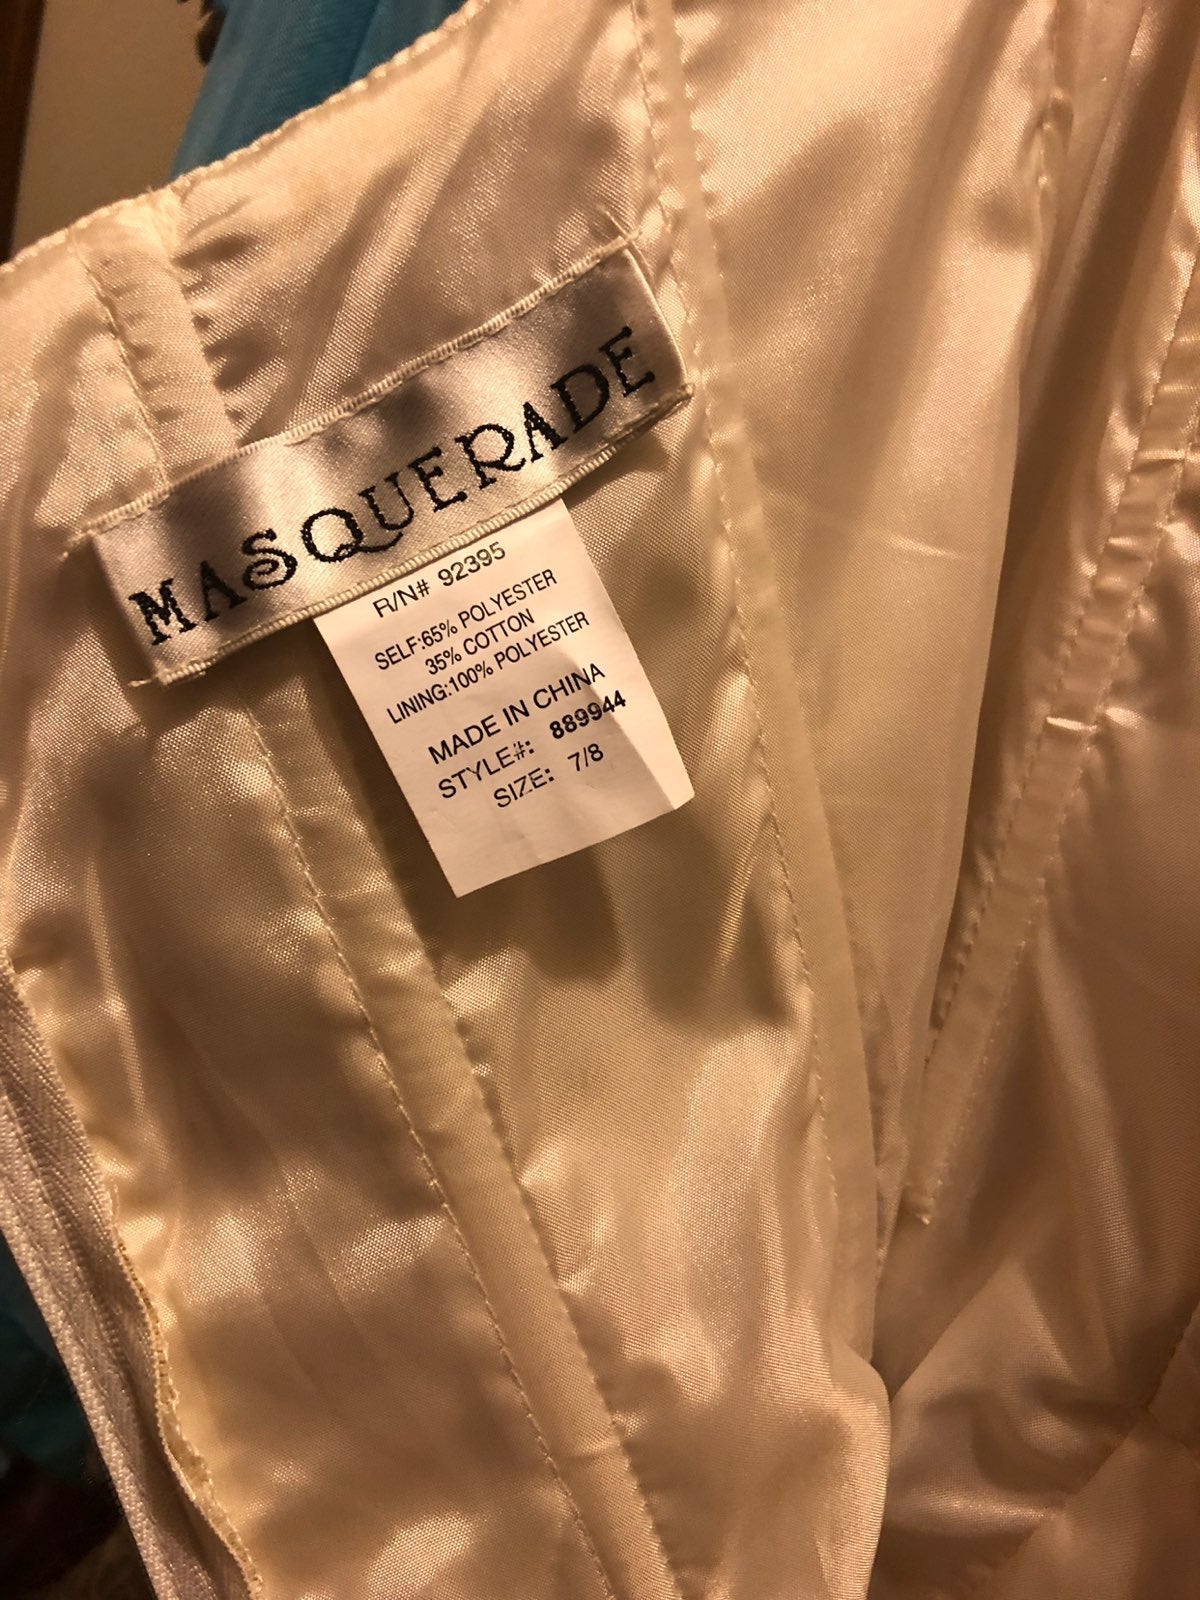 MASQUERADE
R/N# 92395
SELF:65% POLYESTER
35% COTTON
LINING:100% POLYESTER
MADE IN CHINA
STYLE#: 889944
SIZE: 7/8